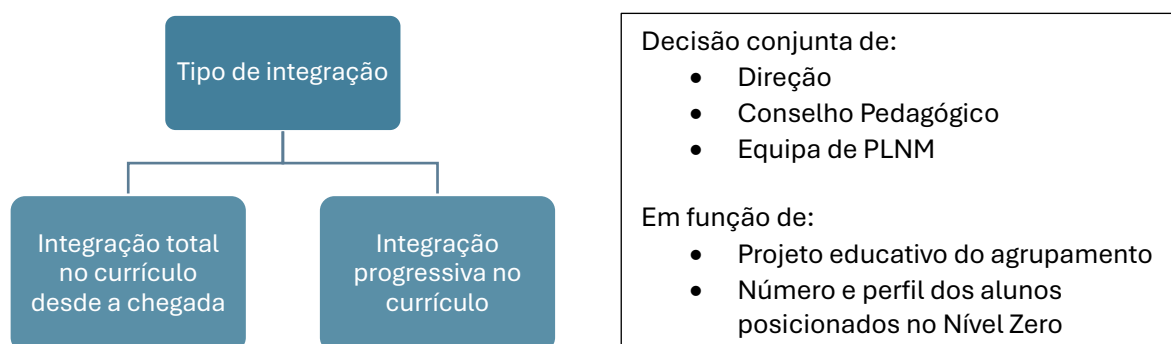 Tipo de integração
Integração total
no currículo
desde a chegada
Integração
progressiva no
currículo
Decisão conjunta de:
• Direção
• Conselho Pedagógico
• Equipa de PLNM
Em função de:
• Projeto educativo do agrupamento
• Número e perfil dos alunos
posicionados no Nível Zero